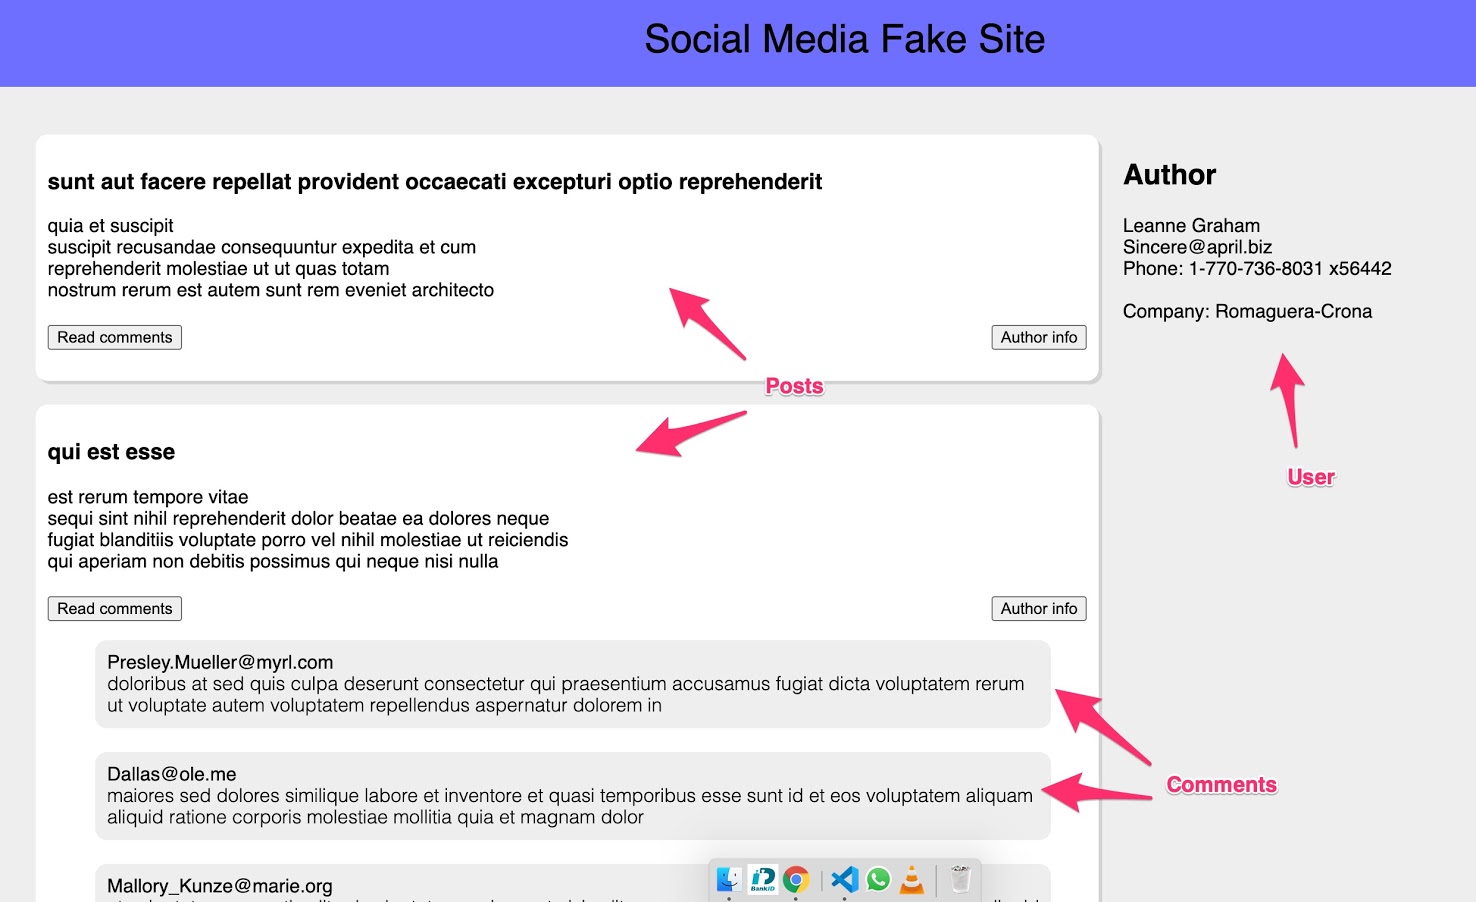 Social Media Fake Site
sunt aut facere repellat provident occaecati excepturi optio reprehenderit
quia et suscipit
suscipit recusandae consequuntur expedita et cum
reprehenderit molestiae ut ut quas totam
nostrum rerum est autem sunt rem eveniet architecto
Read comments
Author info
Posts
qui est esse
est rerum tempore vitae
sequi sint nihil reprehenderit dolor beatae ea dolores neque
fugiat blanditiis voluptate porro vel nihil molestiae ut reiciendis
qui aperiam non debitis possimus qui neque nisi nulla
Read comments
Author info
Presley.Mueller@myrl.com
doloribus at sed quis culpa deserunt consectetur qui praesentium accusamus fugiat dicta voluptatem rerum
ut voluptate autem voluptatem repellendus aspernatur dolorem in
Dallas@ole.me
maiores sed dolores similique labore et inventore et quasi temporibus esse sunt id et eos voluptatem aliquam
aliquid ratione corporis molestiae mollitia quia et magnam dolor
Mallory_Kunze@marie.org
Author
Leanne Graham
Sincere@april.biz
Phone: 1-770-736-8031 x56442
Company: Romaguera-Crona
User
Comments
BankID